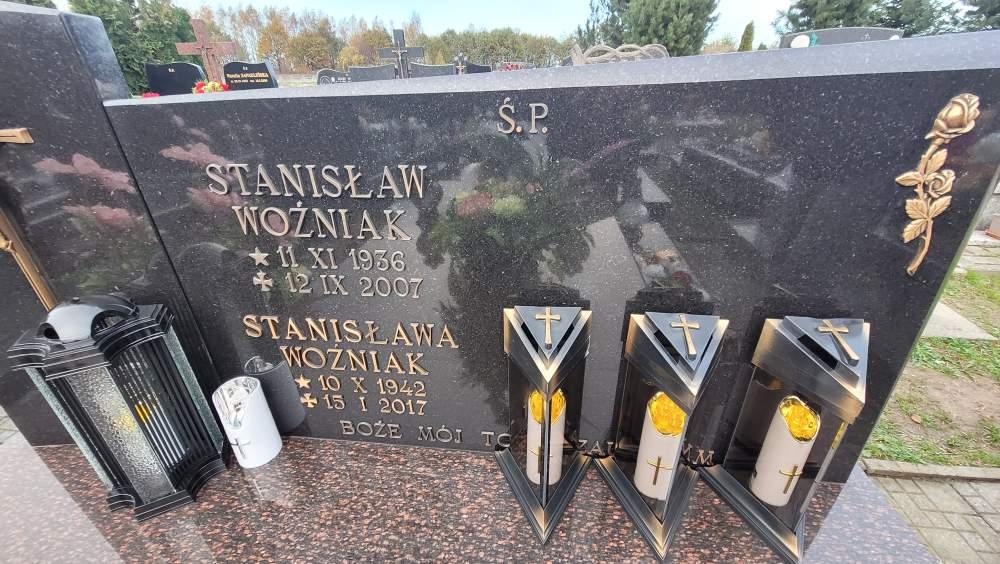 Ś.P.
STANISŁAW
WOŹNIAK
11 XI 1936
12 IX 2007
STANISŁAWA
WOŹNIAK
10 X 1942
15 I 2017
BOŻE MÓJ